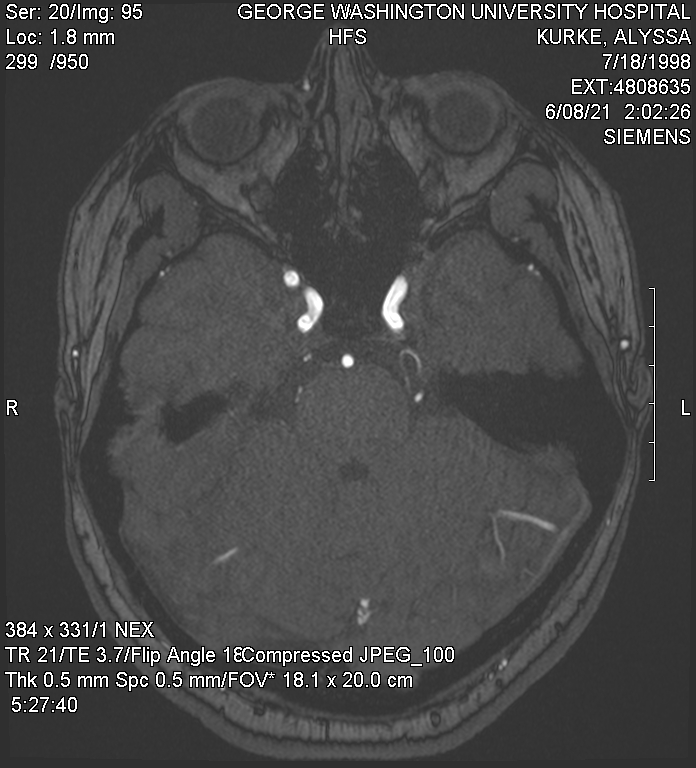 Ser: 20/Img: 95
Loc: 1.8 mm
299 /950
HFS
GEORGE WASHINGTON UNIVERSITY HOSPITAL
KURKE, ALYSSA
7/18/1998
EXT:4808635
6/08/21 2:02:26
SIEMENS
R
L
384 x 331/1 NEX
TR 21/TE 3.7/Flip Angle 18Compressed JPEG_100
Thk 0.5 mm Spc 0.5 mm/FOV* 18.1 x 20.0 cm
5:27:40